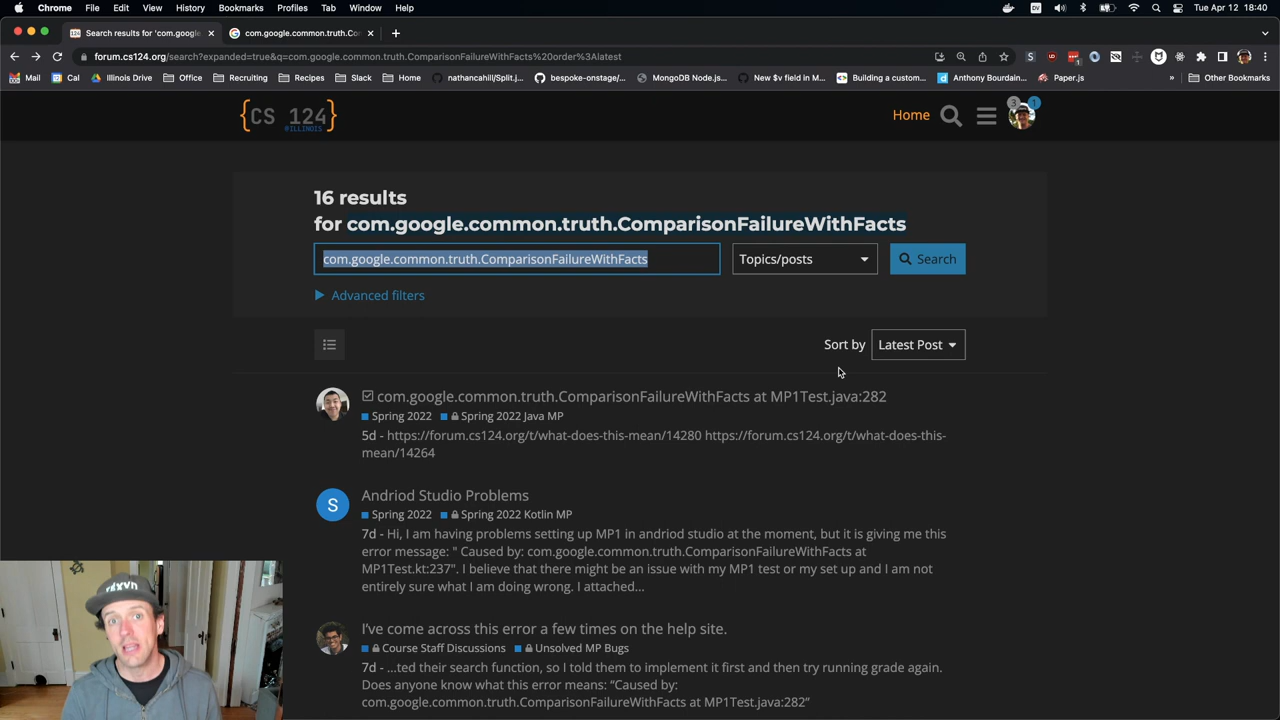 Chrome File Edit View History Bookmarks Profiles Tab Window Help
DV
Tue Apr 12 18:40
Search results for 'com.google
com.google.common.truth.Con
forum.cs124.org/search?expanded=true&q=com.google.common.truth.ComparisonFailureWithFacts%20order%3Alatest
Mail Cal Illinois Drive Office Recruiting Recipes Slack Home nathancahill/Split.j... bespoke-onstage/... MongoDB Node.js... New $v field in M... Building a custom... Anthony Bourdain... Paper.js » Other Bookmarks
{CS 124}
@ILLINOIS
Home
3 1
16 results
for com.google.common.truth.ComparisonFailureWithFacts
com.google.common.truth.ComparisonFailureWithFacts
Topics/posts
Search
Advanced filters
Sort by Latest Post
com.google.common.truth.ComparisonFailureWithFacts at MP1Test.java:282
Spring 2022 Spring 2022 Java MP
5d - https://forum.cs124.org/t/what-does-this-mean/14280 https://forum.cs124.org/t/what-does-this-
mean/14264
S
Andriod Studio Problems
Spring 2022 Spring 2022 Kotlin MP
7d - Hi, I am having problems setting up MP1 in andriod studio at the moment, but it is giving me this
error message: " Caused by: com.google.common.truth.ComparisonFailureWithFacts at
MP1Test.kt:237". I believe that there might be an issue with my MP1 test or my set up and I am not
entirely sure what I am doing wrong. I attached...
I've come across this error a few times on the help site.
Course Staff Discussions Unsolved MP Bugs
7d - ...ted their search function, so I told them to implement it first and then try running grade again.
Does anyone know what this error means: "Caused by:
com.google.common.truth.ComparisonFailureWithFacts at MP1Test.java:282"